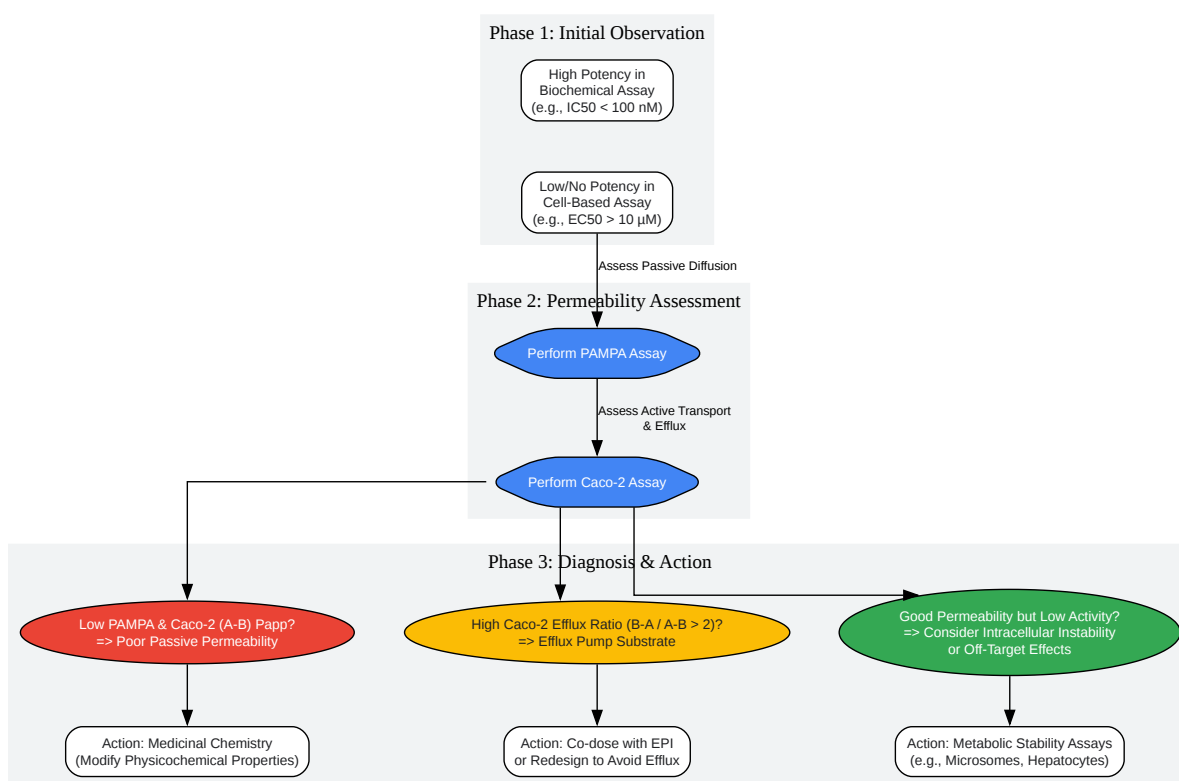 Phase 1: Initial Observation
High Potency in
Biochemical Assay
(e.g., IC50 < 100 nM)
Low/No Potency in
Cell-Based Assay
(e.g., EC50 > 10 µM)
Assess Passive Diffusion
Phase 2: Permeability Assessment
Perform PAMPA Assay
Assess Active Transport
& Efflux
Perform Caco-2 Assay
Phase 3: Diagnosis & Action
Low PAMPA & Caco-2 (A-B) Papp?
=> Poor Passive Permeability
High Caco-2 Efflux Ratio (B-A / A-B > 2)?
=> Efflux Pump Substrate
Good Permeability but Low Activity?
=> Consider Intracellular Instability
or Off-Target Effects
Action: Medicinal Chemistry
(Modify Physicochemical Properties)
Action: Co-dose with EPI
or Redesign to Avoid Efflux
Action: Metabolic Stability Assays
(e.g., Microsomes, Hepatocytes)